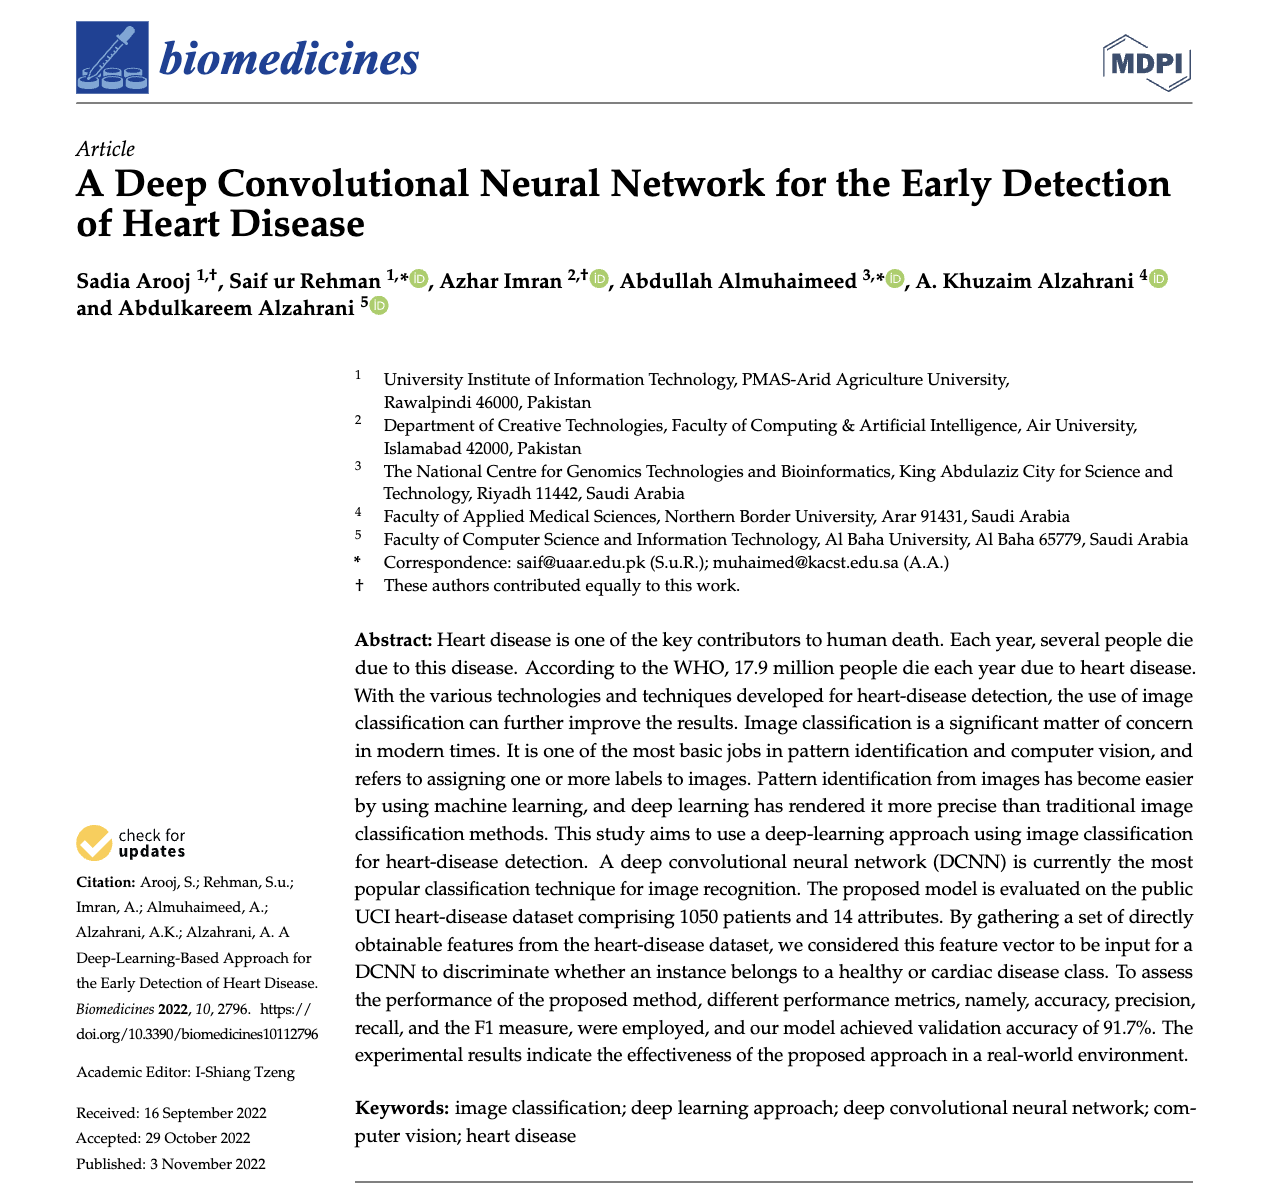 biomedicines
MDPI
Article
A Deep Convolutional Neural Network for the Early Detection
of Heart Disease
Sadia Arooj 1,†, Saif ur Rehman 1,* iD, Azhar Imran 2,† iD, Abdullah Almuhaimeed 3,* iD, A. Khuzaim Alzahrani 4 iD
and Abdulkareem Alzahrani 5 iD
1 University Institute of Information Technology, PMAS-Arid Agriculture University,
Rawalpindi 46000, Pakistan
2 Department of Creative Technologies, Faculty of Computing & Artificial Intelligence, Air University,
Islamabad 42000, Pakistan
3 The National Centre for Genomics Technologies and Bioinformatics, King Abdulaziz City for Science and
Technology, Riyadh 11442, Saudi Arabia
4 Faculty of Applied Medical Sciences, Northern Border University, Arar 91431, Saudi Arabia
5 Faculty of Computer Science and Information Technology, Al Baha University, Al Baha 65779, Saudi Arabia
* Correspondence: saif@uaar.edu.pk (S.u.R.); muhaimed@kacst.edu.sa (A.A.)
† These authors contributed equally to this work.
Abstract: Heart disease is one of the key contributors to human death. Each year, several people die
due to this disease. According to the WHO, 17.9 million people die each year due to heart disease.
With the various technologies and techniques developed for heart-disease detection, the use of image
classification can further improve the results. Image classification is a significant matter of concern
in modern times. It is one of the most basic jobs in pattern identification and computer vision, and
refers to assigning one or more labels to images. Pattern identification from images has become easier
by using machine learning, and deep learning has rendered it more precise than traditional image
classification methods. This study aims to use a deep-learning approach using image classification
for heart-disease detection. A deep convolutional neural network (DCNN) is currently the most
popular classification technique for image recognition. The proposed model is evaluated on the public
UCI heart-disease dataset comprising 1050 patients and 14 attributes. By gathering a set of directly
obtainable features from the heart-disease dataset, we considered this feature vector to be input for a
DCNN to discriminate whether an instance belongs to a healthy or cardiac disease class. To assess
the performance of the proposed method, different performance metrics, namely, accuracy, precision,
recall, and the F1 measure, were employed, and our model achieved validation accuracy of 91.7%. The
experimental results indicate the effectiveness of the proposed approach in a real-world environment.
Keywords: image classification; deep learning approach; deep convolutional neural network; com-
puter vision; heart disease
check for
updates
Citation: Arooj, S.; Rehman, S.u.;
Imran, A.; Almuhaimeed, A.;
Alzahrani, A.K.; Alzahrani, A. A
Deep-Learning-Based Approach for
the Early Detection of Heart Disease.
Biomedicines 2022, 10, 2796. https://
doi.org/10.3390/biomedicines10112796
Academic Editor: I-Shiang Tzeng
Received: 16 September 2022
Accepted: 29 October 2022
Published: 3 November 2022